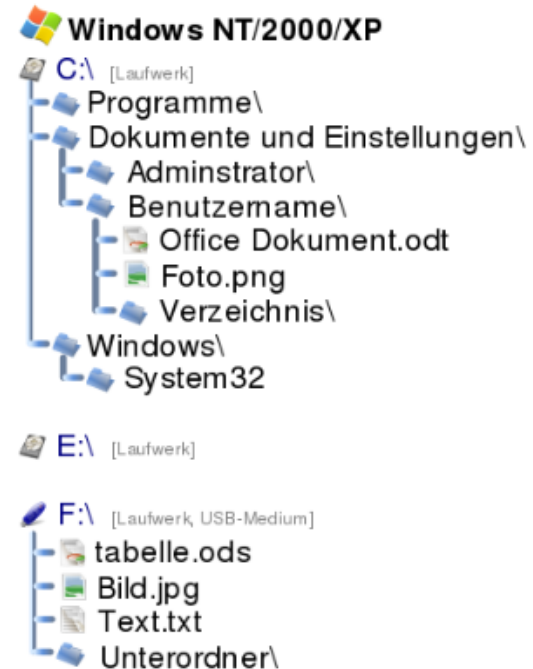 Windows NT/2000/XP
C:\ [Laufwerk]
Programme\
Dokumente und Einstellungen\
Adminstrator\
Benutzername\
Office Dokument.odt
Foto.png
Verzeichnis\
Windows\
System32
E:\ [Laufwerk]
F:\ [Laufwerk, USB-Medium]
tabelle.ods
Bild.jpg
Text.txt
Unterordner\